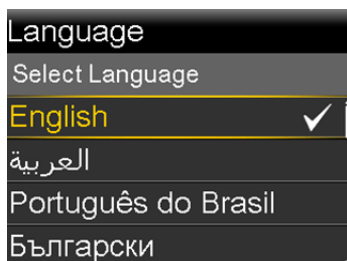 Language
Select Language
English
العربية
Português do Brasil
Български